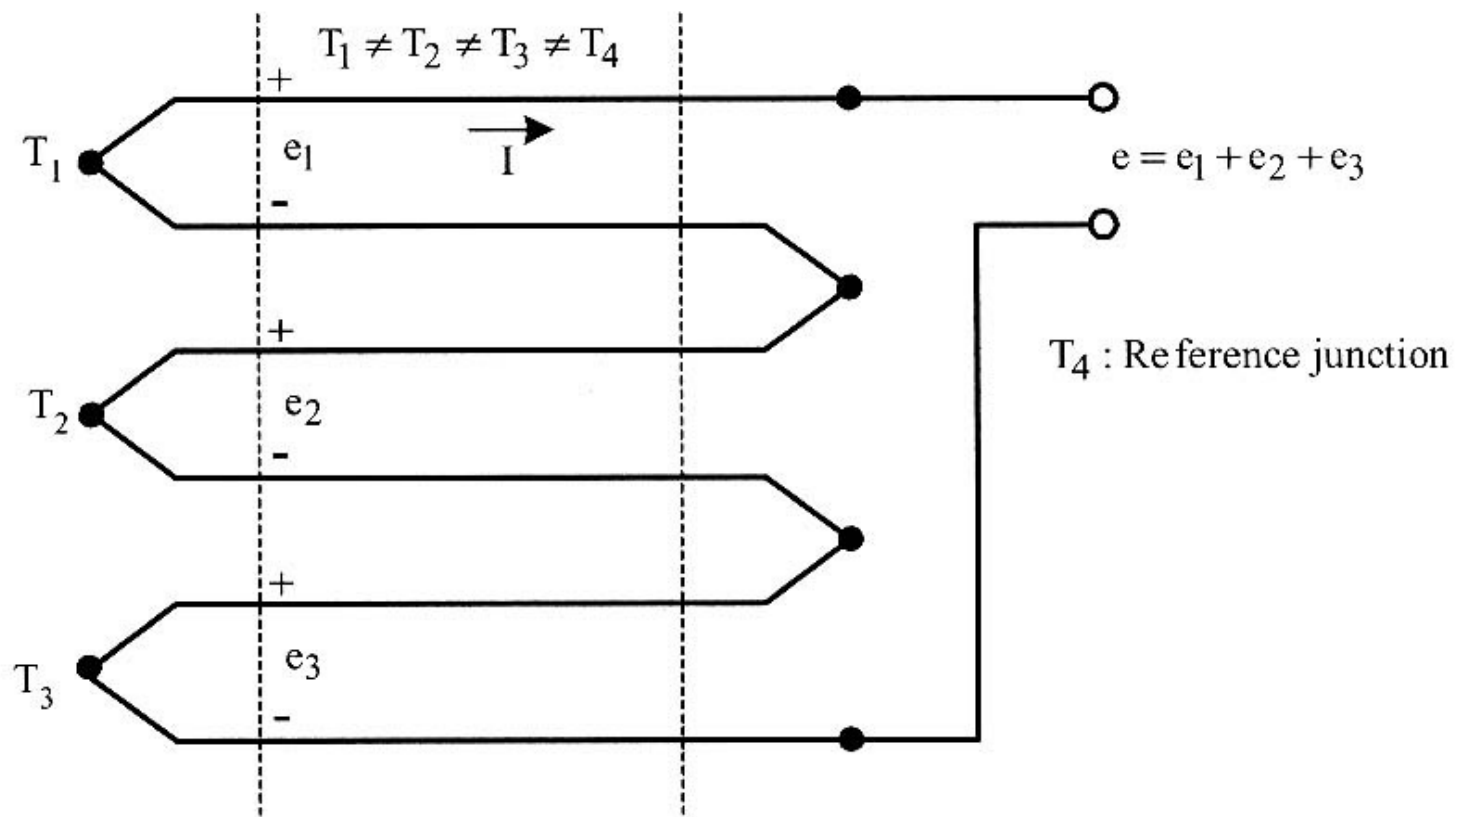 T₁ ≠ T₂ ≠ T₃ ≠ T₄
+
T₁
e₁
I
e = e₁ + e₂ + e₃
-
+
T₄ : Reference junction
T₂
e₂
-
+
T₃
e₃
-